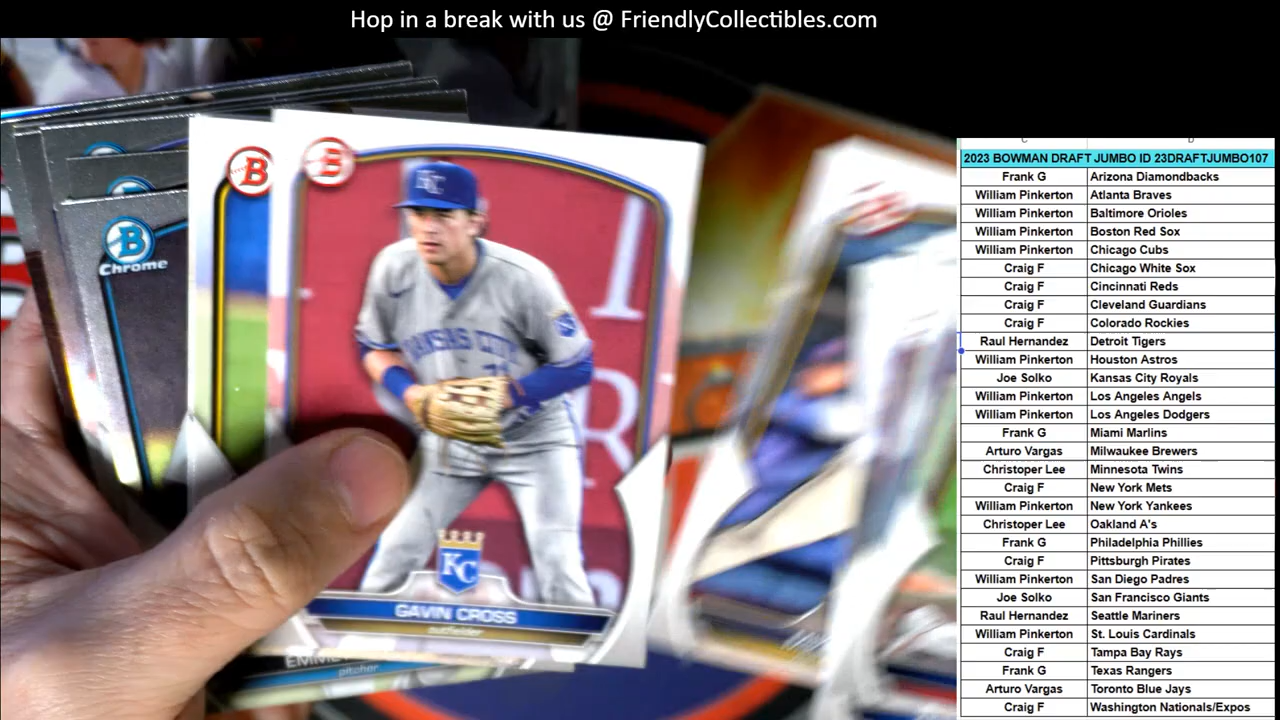 Hop in a break with us @ FriendlyCollectibles.com
B
B
B
Chrome
KC
KANSAS CITY
I
R
KC
GAVIN CROSS
outfielder
EMM
pitcher
C D
2023 BOWMAN DRAFT JUMBO ID 23DRAFTJUMBO107
Frank G Arizona Diamondbacks
William Pinkerton Atlanta Braves
William Pinkerton Baltimore Orioles
William Pinkerton Boston Red Sox
William Pinkerton Chicago Cubs
Craig F Chicago White Sox
Craig F Cincinnati Reds
Craig F Cleveland Guardians
Craig F Colorado Rockies
Raul Hernandez Detroit Tigers
William Pinkerton Houston Astros
Joe Solko Kansas City Royals
William Pinkerton Los Angeles Angels
William Pinkerton Los Angeles Dodgers
Frank G Miami Marlins
Arturo Vargas Milwaukee Brewers
Christoper Lee Minnesota Twins
Craig F New York Mets
William Pinkerton New York Yankees
Christoper Lee Oakland A's
Frank G Philadelphia Phillies
Craig F Pittsburgh Pirates
William Pinkerton San Diego Padres
Joe Solko San Francisco Giants
Raul Hernandez Seattle Mariners
William Pinkerton St. Louis Cardinals
Craig F Tampa Bay Rays
Frank G Texas Rangers
Arturo Vargas Toronto Blue Jays
Craig F Washington Nationals/Expos